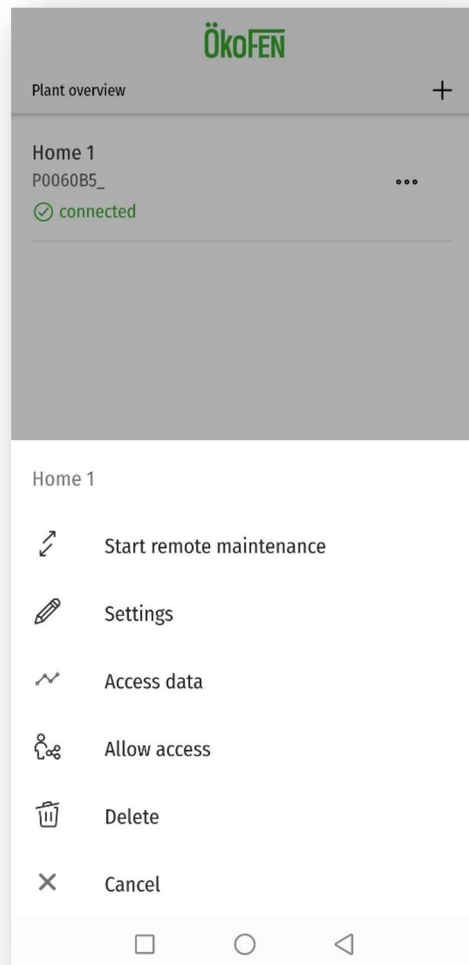 ÖkoFEN
Plant overview
Home 1
P0060B5_
connected
Home 1
Start remote maintenance
Settings
Access data
Allow access
Delete
Cancel